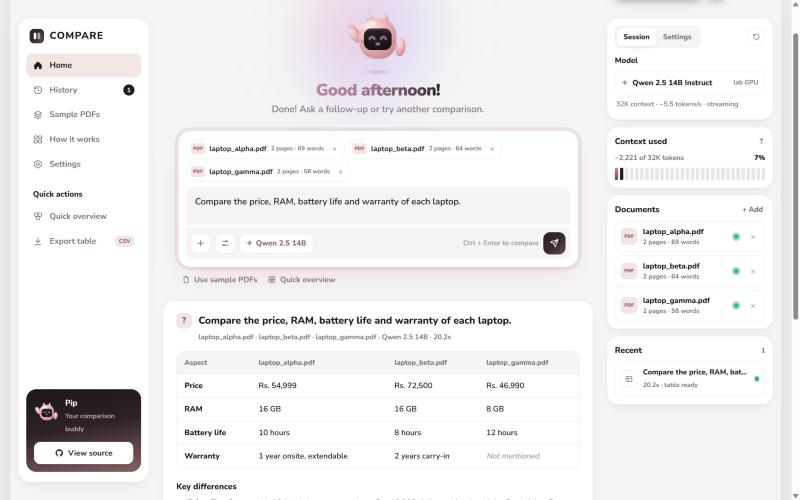 COMPARE
Home
History 1
Sample PDFs
How it works
Settings
Quick actions
Quick overview
Export table CSV
Pip
Your comparison
buddy
View source
Good afternoon!
Done! Ask a follow-up or try another comparison.
PDF laptop_alpha.pdf 2 pages · 69 words ×
PDF laptop_beta.pdf 2 pages · 64 words ×
PDF laptop_gamma.pdf 2 pages · 58 words ×
Compare the price, RAM, battery life and warranty of each laptop.
Qwen 2.5 14B
Ctrl + Enter to compare
Use sample PDFs Quick overview
? Compare the price, RAM, battery life and warranty of each laptop.
laptop_alpha.pdf · laptop_beta.pdf · laptop_gamma.pdf · Qwen 2.5 14B · 20.2s
Aspect laptop_alpha.pdf laptop_beta.pdf laptop_gamma.pdf
Price Rs. 54,999 Rs. 72,500 Rs. 46,990
RAM 16 GB 16 GB 8 GB
Battery life 10 hours 8 hours 12 hours
Warranty 1 year onsite, extendable 2 years carry-in Not mentioned
Key differences
Session Settings
Model
Qwen 2.5 14B Instruct lab GPU
32K context · ~5.5 tokens/s · streaming
Context used ?
~2,221 of 32K tokens 7%
Documents + Add
PDF laptop_alpha.pdf
2 pages · 69 words ×
PDF laptop_beta.pdf
2 pages · 64 words ×
PDF laptop_gamma.pdf
2 pages · 58 words ×
Recent 1
Compare the price, RAM, bat...
20.2s · table ready